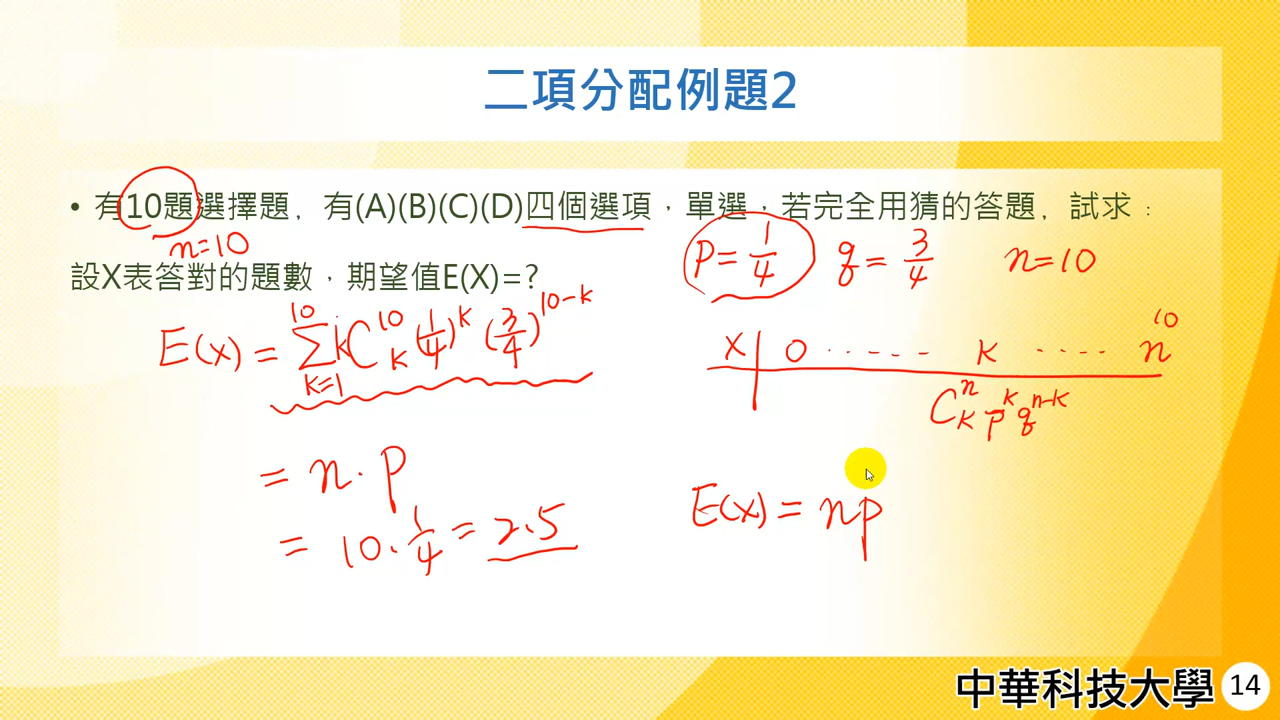 二項分配例題2
• 有10題選擇題，有(A)(B)(C)(D)四個選項，單選，若完全用猜的答題，試求：
n=10
p=1/4 q=3/4 n=10
設X表答對的題數，期望值E(X)=?
E(x) = \sum_{k=1}^{10} k C_k^{10} (1/4)^k (3/4)^{10-k}
x 0 ····· k ···· n 10
C_k^n p^k q^{n-k}
= n · p
E(x) = np
= 10 · 1/4 = 2.5
中華科技大學 14